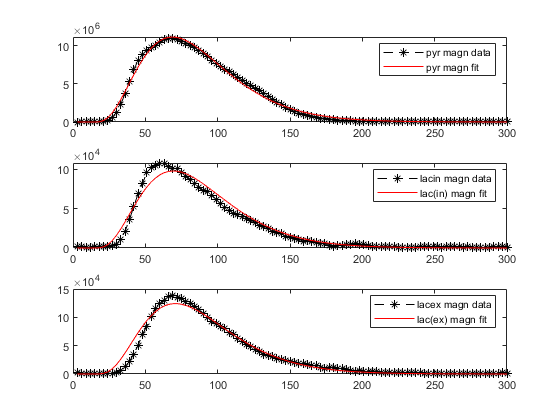 ×10⁶
10
5
0
pyr magn data
pyr magn fit
0 50 100 150 200 250 300
×10⁴
10
5
0
lacin magn data
lac(in) magn fit
0 50 100 150 200 250 300
×10⁴
15
10
5
0
lacex magn data
lac(ex) magn fit
0 50 100 150 200 250 300